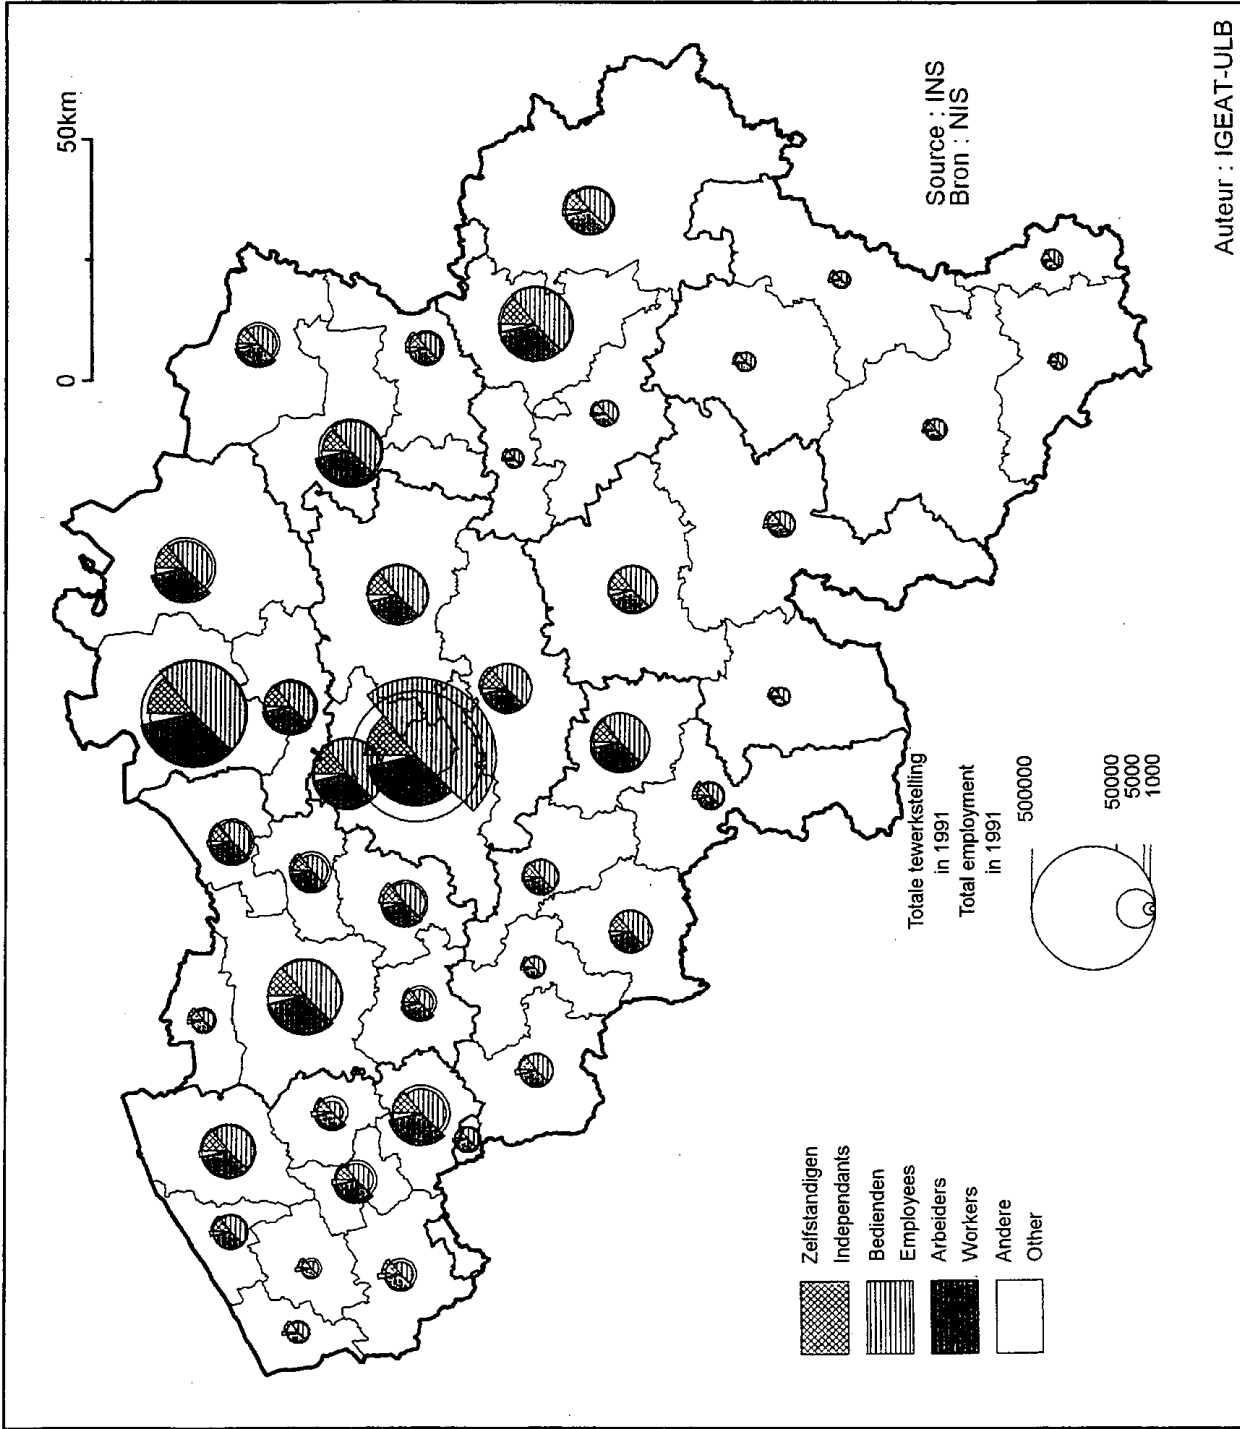 0
50km
Source : INS
Bron : NIS
Auteur : IGEAT-ULB
Totale tewerkstelling
in 1991
Total employment
in 1991
500000
50000
5000
1000
Zelfstandigen
Independants
Bedienden
Employees
Arbeiders
Workers
Andere
Other